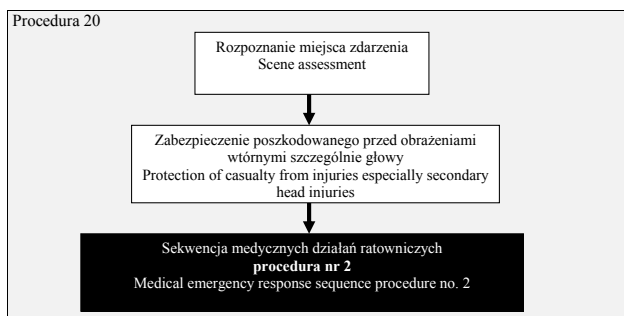 Procedura 20
Rozpoznanie miejsca zdarzenia
Scene assessment
Zabezpieczenie poszkodowanego przed obrażeniami
wtórnymi szczególnie głowy
Protection of casualty from injuries especially secondary
head injuries
Sekwencja medycznych działań ratowniczych
procedura nr 2
Medical emergency response sequence procedure no. 2